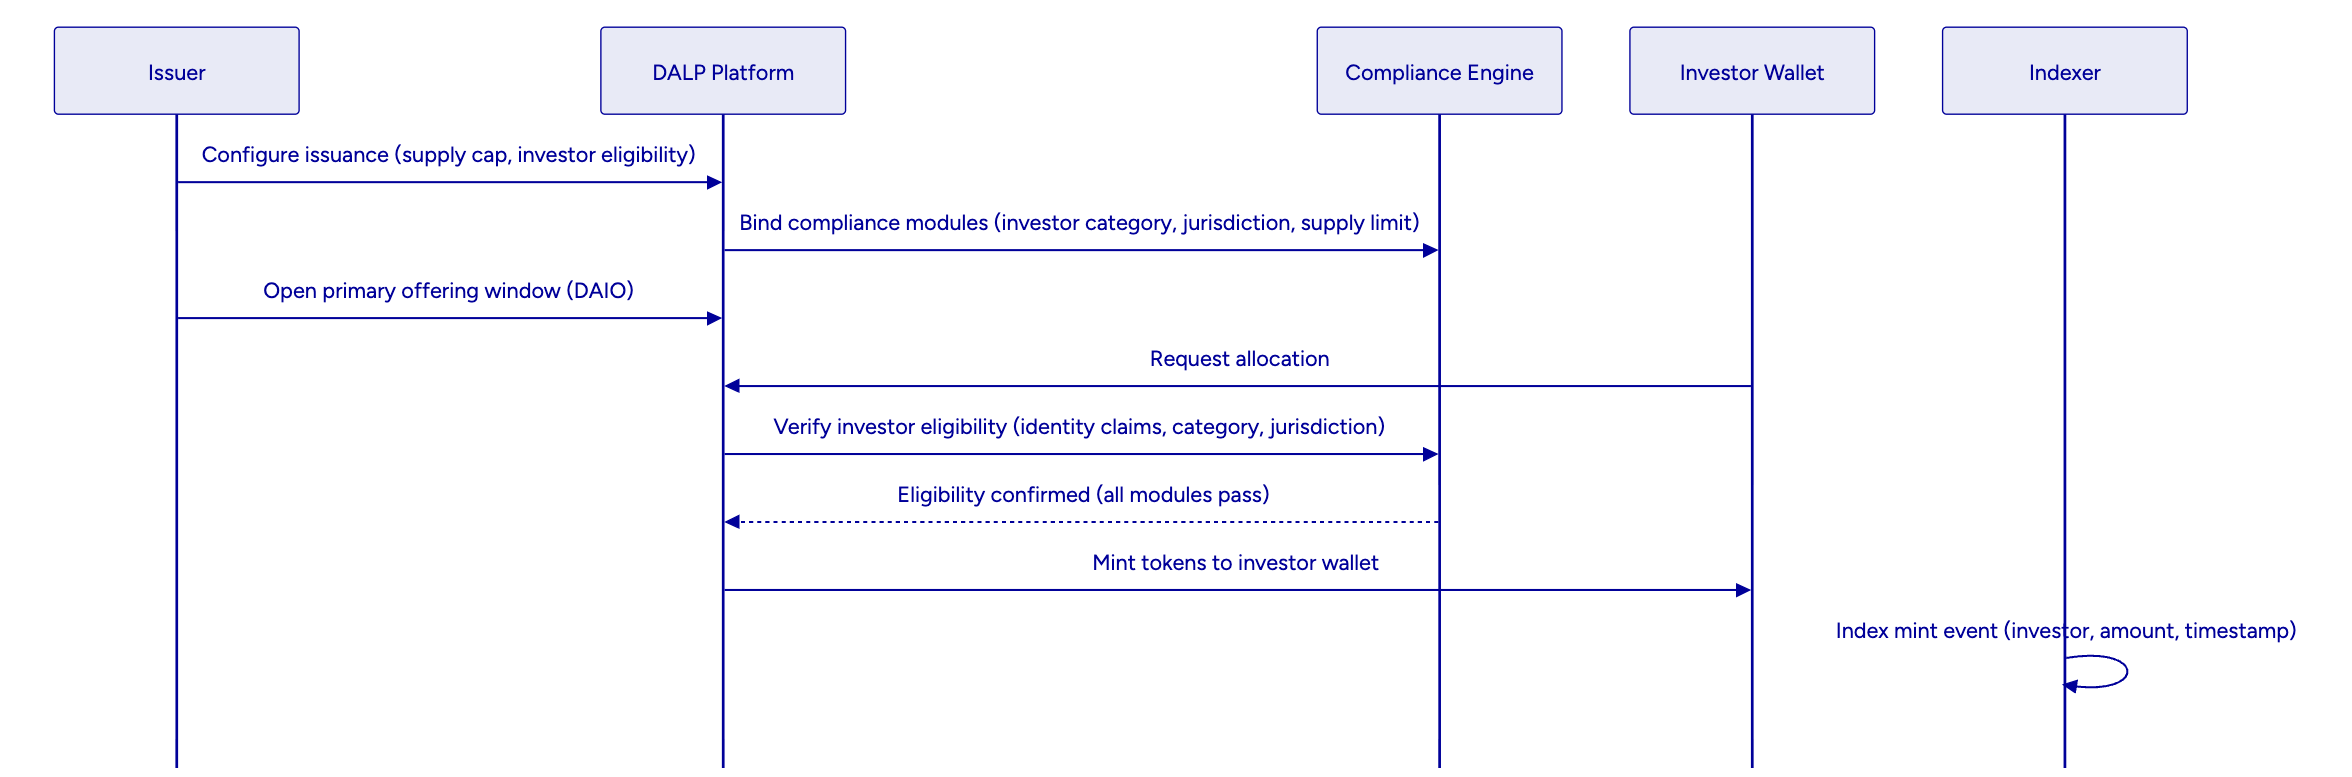 Issuer
DALP Platform
Compliance Engine
Investor Wallet
Indexer
Configure issuance (supply cap, investor eligibility)
Bind compliance modules (investor category, jurisdiction, supply limit)
Open primary offering window (DAIO)
Request allocation
Verify investor eligibility (identity claims, category, jurisdiction)
Eligibility confirmed (all modules pass)
Mint tokens to investor wallet
Index mint event (investor, amount, timestamp)